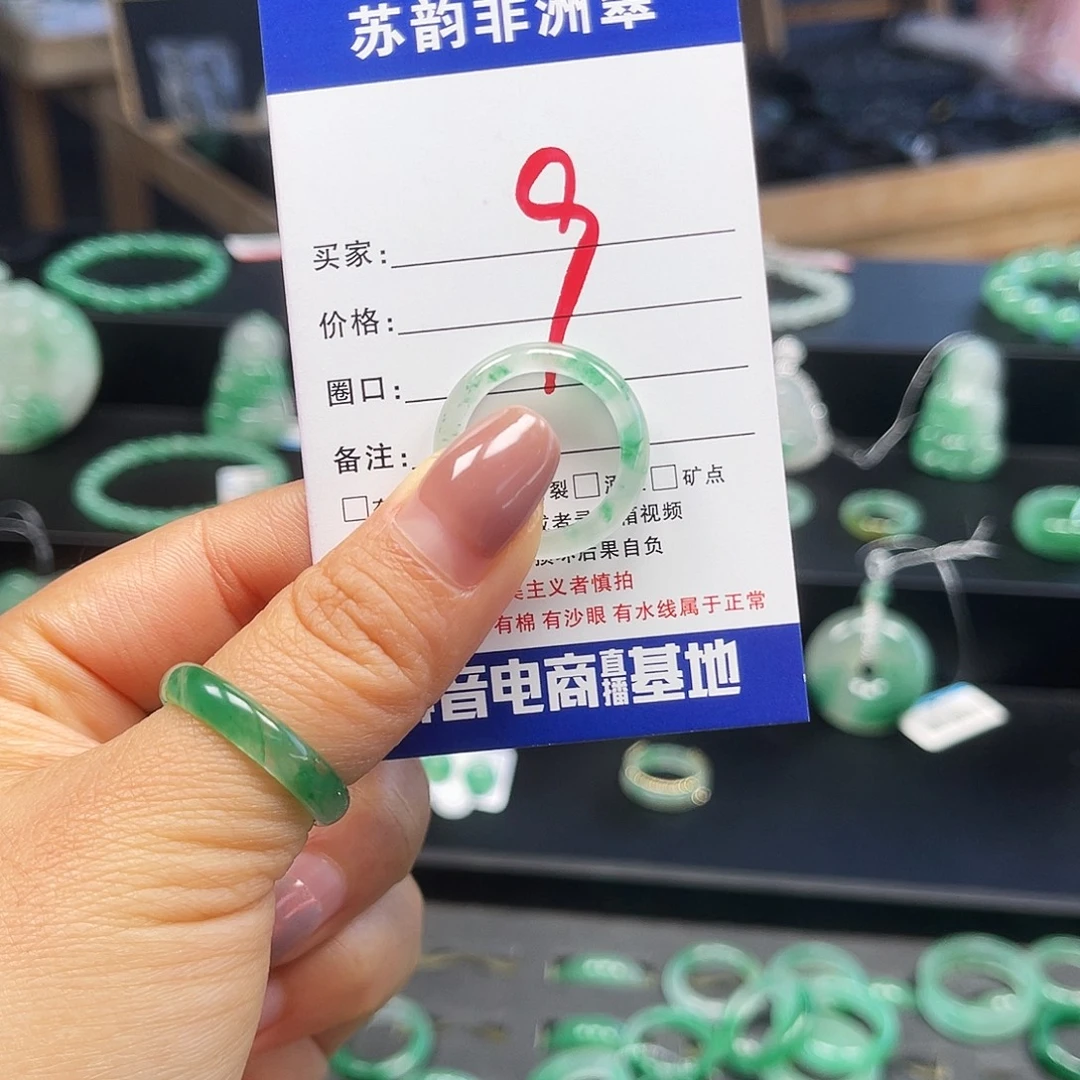 苏韵非洲翠
9
买家：
价格：
圈口：
备注：
裂 □ 矿点
箱视频
后果自负
主义者慎拍
有棉 有沙眼 有水线属于正常
音电商直播基地